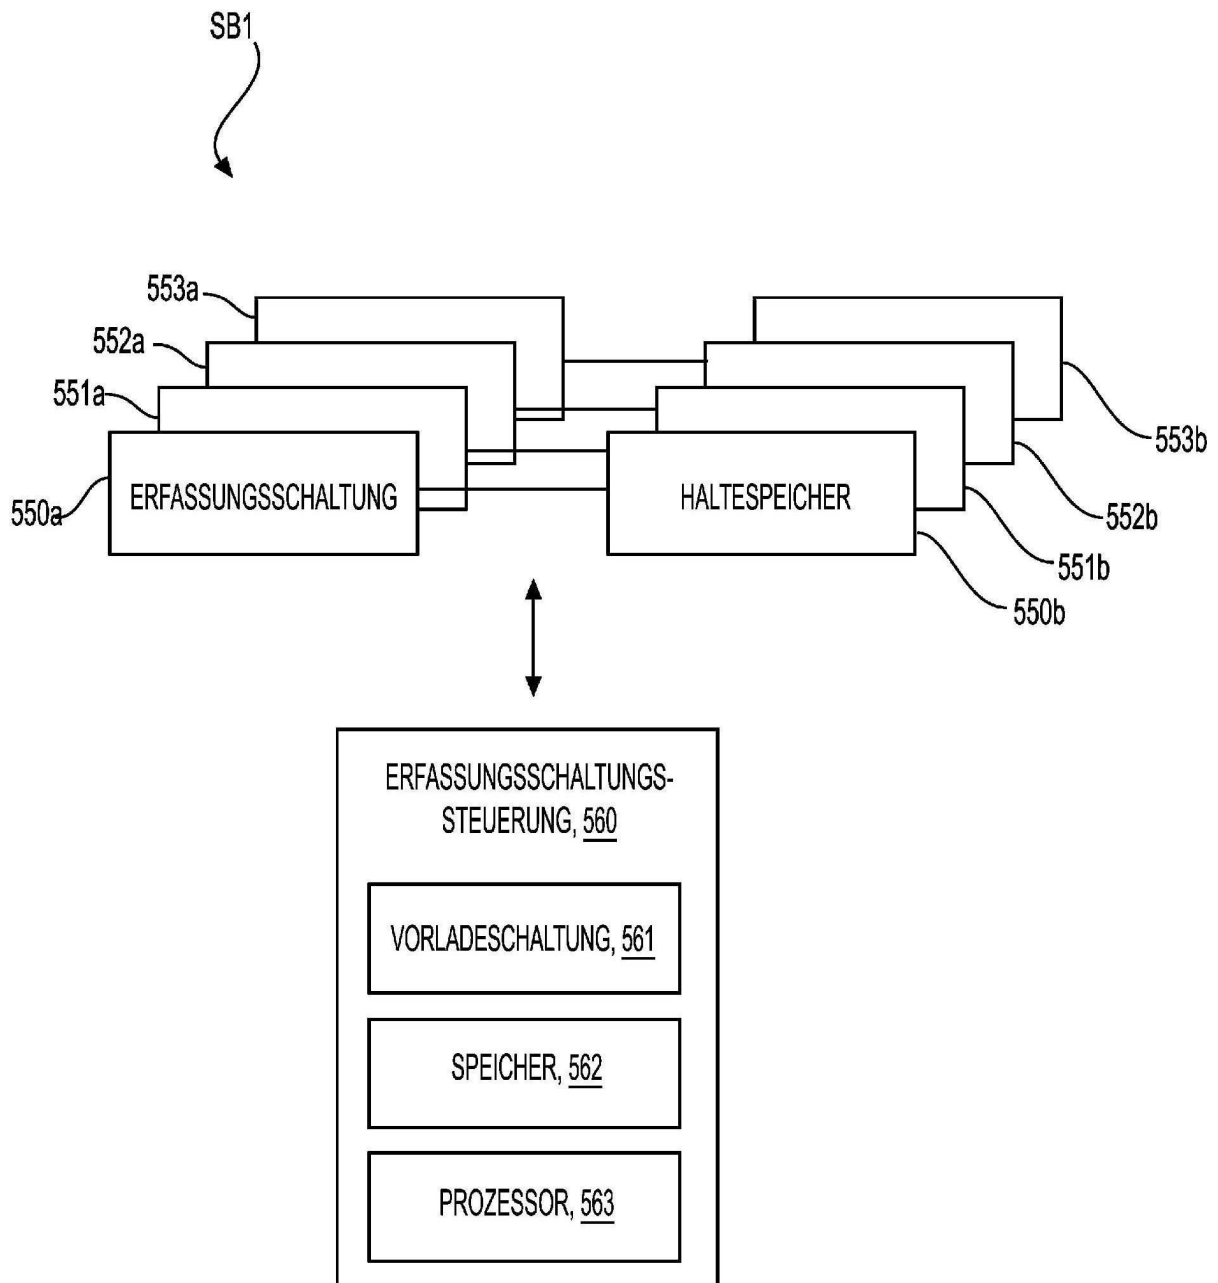 SB1
553a
552a
551a
550a
ERFASSUNGSSCHALTUNG
HALTESPEICHER
553b
552b
551b
550b
ERFASSUNGSSCHALTUNGS-
STEUERUNG, 560
VORLADESCHALTUNG, 561
SPEICHER, 562
PROZESSOR, 563